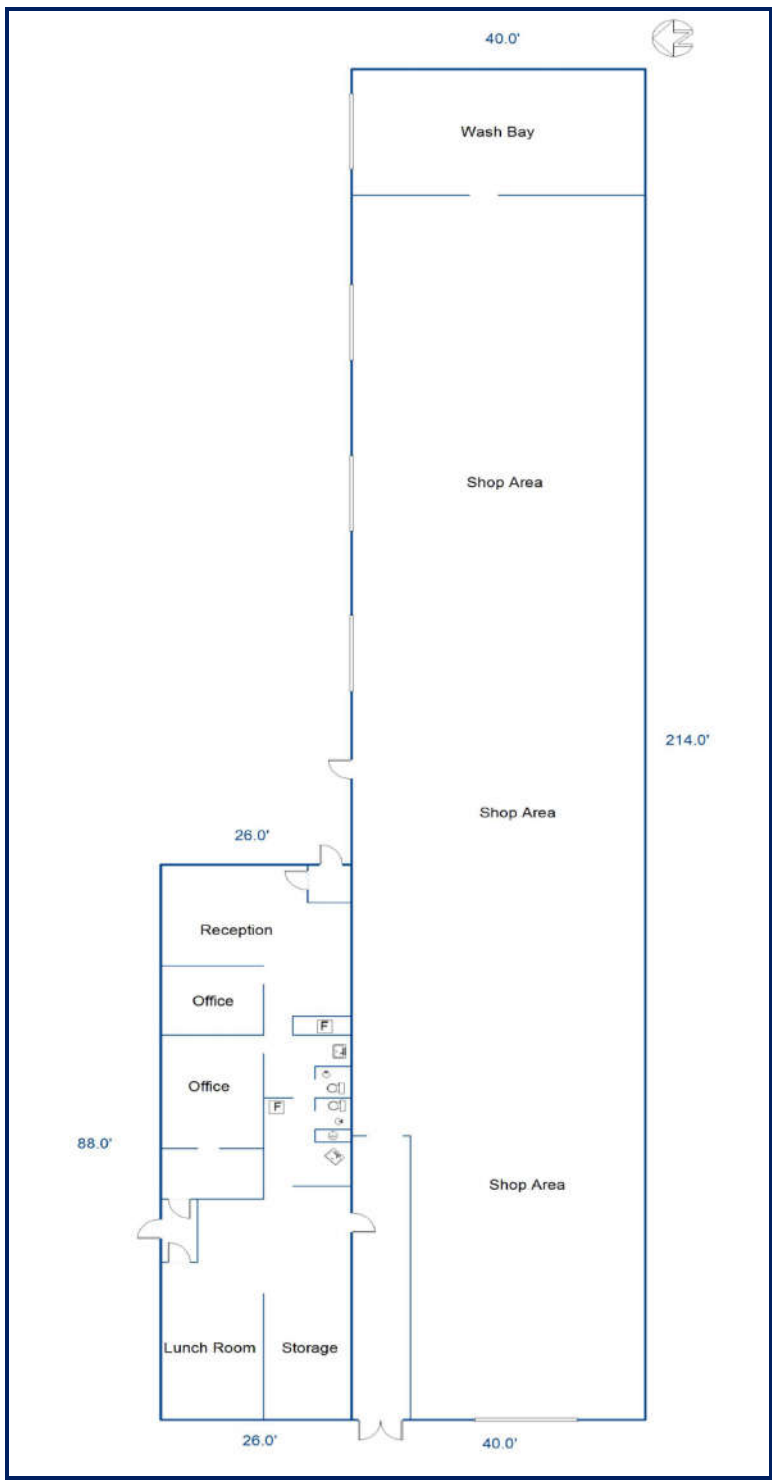 40.0'
N
Wash Bay
Shop Area
214.0'
Shop Area
26.0'
Reception
Office
F
Office
F
88.0'
Shop Area
Lunch Room
Storage
26.0'
40.0'